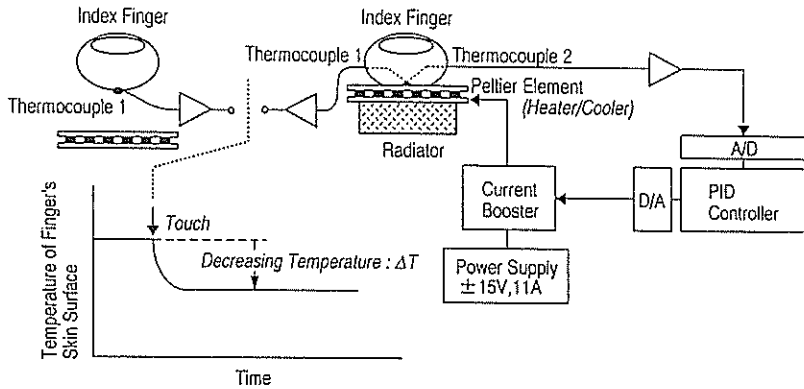 Index Finger
Index Finger
Thermocouple 1
Thermocouple 2
Thermocouple 1
Peltier Element
(Heater/Cooler)
Radiator
A/D
Current
Booster
D/A
PID
Controller
Touch
Decreasing Temperature : ΔT
Power Supply
±15V,11A
Temperature of Finger's
Skin Surface
Time